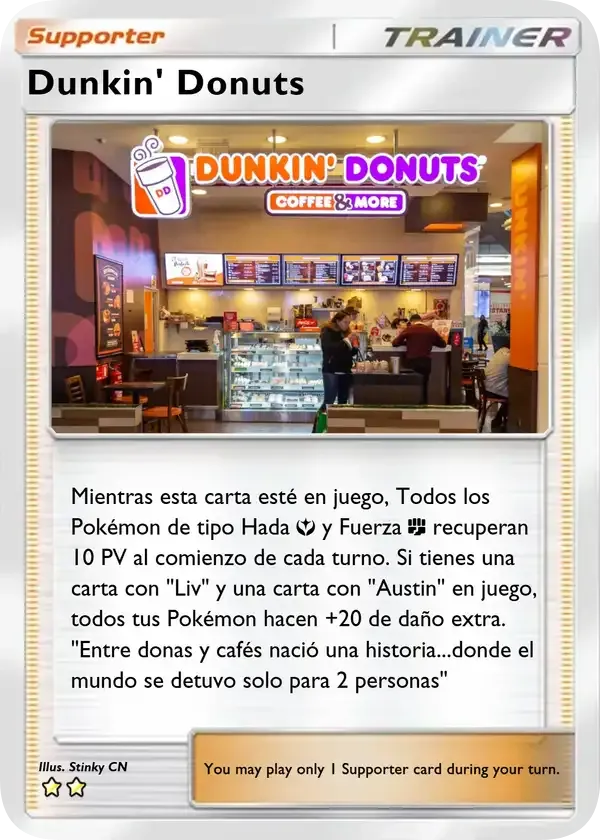 Supporter
TRAINER
Dunkin' Donuts
DUNKIN' DONUTS
COFFEE & MORE
DD
DUNKIN'
Mientras esta carta esté en juego, Todos los
Pokémon de tipo Hada y Fuerza recuperan
10 PV al comienzo de cada turno. Si tienes una
carta con "Liv" y una carta con "Austin" en juego,
todos tus Pokémon hacen +20 de daño extra.
"Entre donas y cafés nació una historia...donde el
mundo se detuvo solo para 2 personas"
Illus. Stinky CN
You may play only 1 Supporter card during your turn.